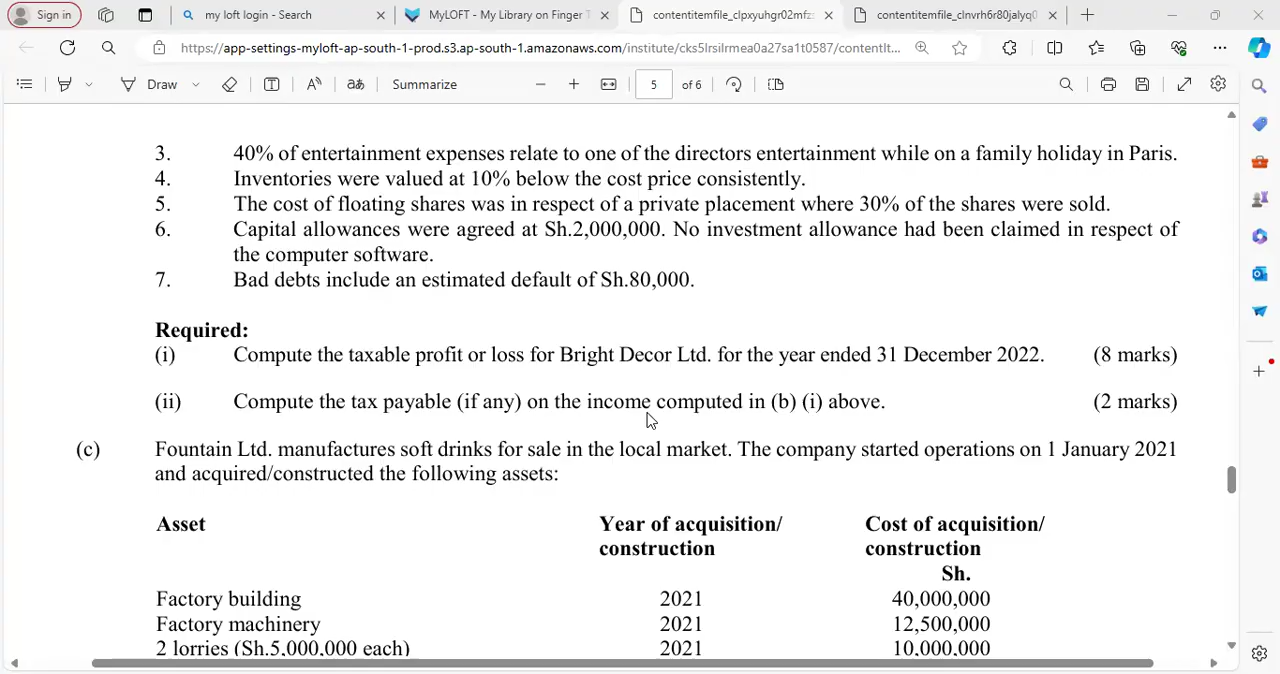 Sign in
my loft login - Search
MyLOFT - My Library on Finger T
contentitemfile_clpxyuhgr02mfz
contentitemfile_clnvrh6r80jalyq0
https://app-settings-myloft-ap-south-1-prod.s3.ap-south-1.amazonaws.com/institute/cks5lrsilrmea0a27sa1t0587/contentIt...
Draw
Summarize
5 of 6
3. 40% of entertainment expenses relate to one of the directors entertainment while on a family holiday in Paris.
4. Inventories were valued at 10% below the cost price consistently.
5. The cost of floating shares was in respect of a private placement where 30% of the shares were sold.
6. Capital allowances were agreed at Sh.2,000,000. No investment allowance had been claimed in respect of
the computer software.
7. Bad debts include an estimated default of Sh.80,000.
Required:
(i) Compute the taxable profit or loss for Bright Decor Ltd. for the year ended 31 December 2022. (8 marks)
(ii) Compute the tax payable (if any) on the income computed in (b) (i) above. (2 marks)
(c) Fountain Ltd. manufactures soft drinks for sale in the local market. The company started operations on 1 January 2021
and acquired/constructed the following assets:
Asset Year of acquisition/ Cost of acquisition/
construction construction
Sh.
Factory building 2021 40,000,000
Factory machinery 2021 12,500,000
2 lorries (Sh.5,000,000 each) 2021 10,000,000